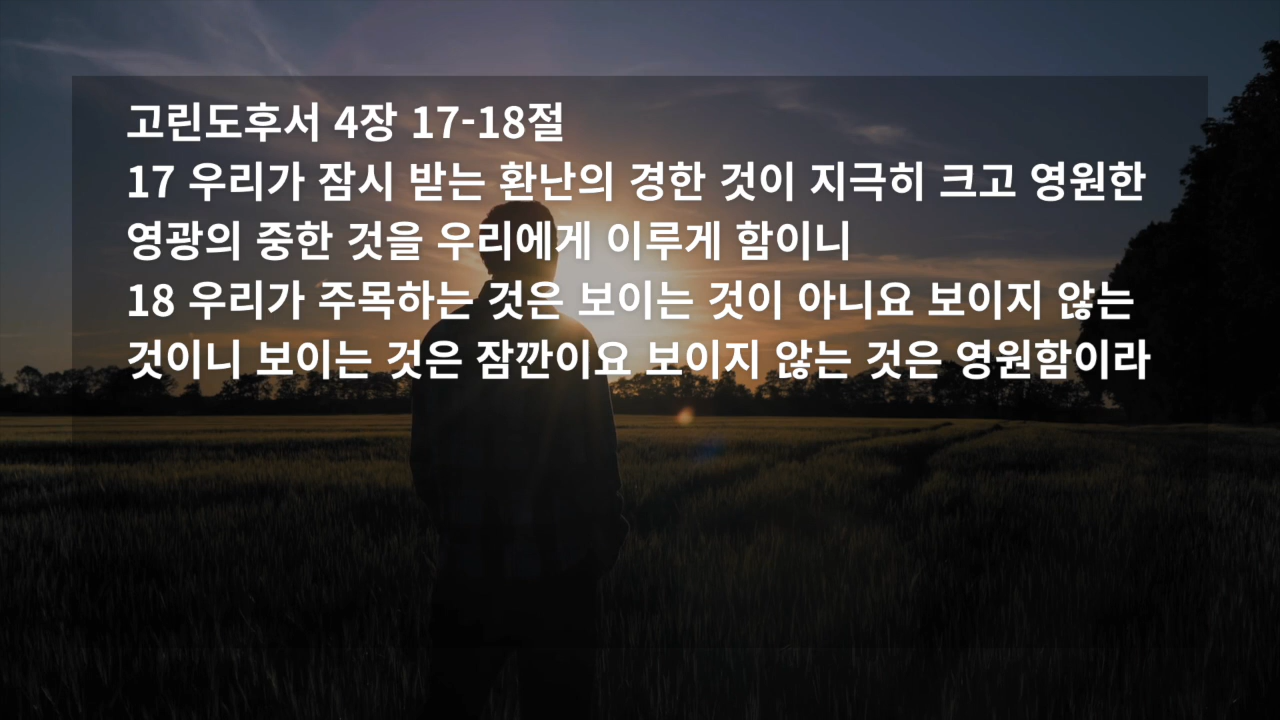 고린도후서 4장 17-18절
17 우리가 잠시 받는 환난의 경한 것이 지극히 크고 영원한
영광의 중한 것을 우리에게 이루게 함이니
18 우리가 주목하는 것은 보이는 것이 아니요 보이지 않는
것이니 보이는 것은 잠깐이요 보이지 않는 것은 영원함이라